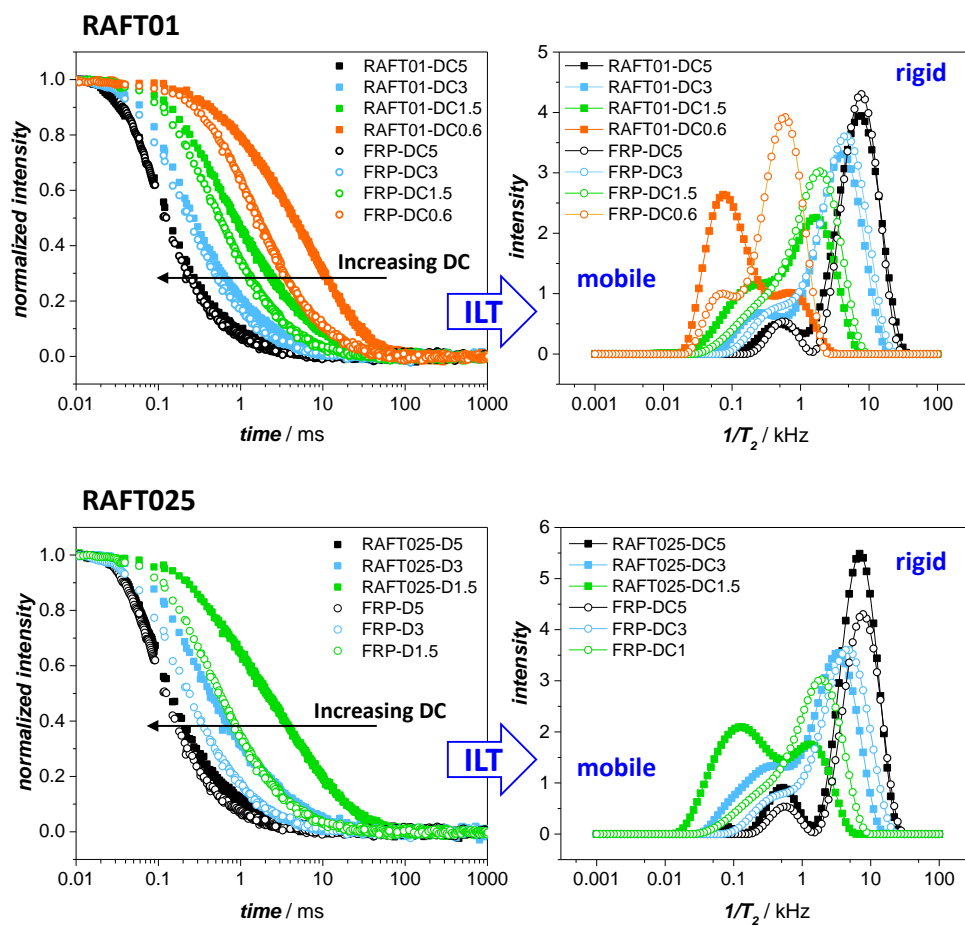 RAFT01
normalized intensity
1.0
0.8
0.6
0.4
0.2
0.0
0.01
0.1
1
10
100
1000
time / ms
RAFT01-DC5
RAFT01-DC3
RAFT01-DC1.5
RAFT01-DC0.6
FRP-DC5
FRP-DC3
FRP-DC1.5
FRP-DC0.6
Increasing DC
ILT
intensity
5
4
3
2
1
0
0.001
0.01
0.1
1
10
100
1/T2 / kHz
RAFT01-DC5
RAFT01-DC3
RAFT01-DC1.5
RAFT01-DC0.6
FRP-DC5
FRP-DC3
FRP-DC1.5
FRP-DC0.6
rigid
mobile
RAFT025
normalized intensity
1.0
0.8
0.6
0.4
0.2
0.0
0.01
0.1
1
10
100
1000
time / ms
RAFT025-D5
RAFT025-D3
RAFT025-D1.5
FRP-D5
FRP-D3
FRP-D1.5
Increasing DC
ILT
intensity
6
5
4
3
2
1
0
0.001
0.01
0.1
1
10
100
1/T2 / kHz
RAFT025-DC5
RAFT025-DC3
RAFT025-DC1.5
FRP-DC5
FRP-DC3
FRP-DC1
rigid
mobile